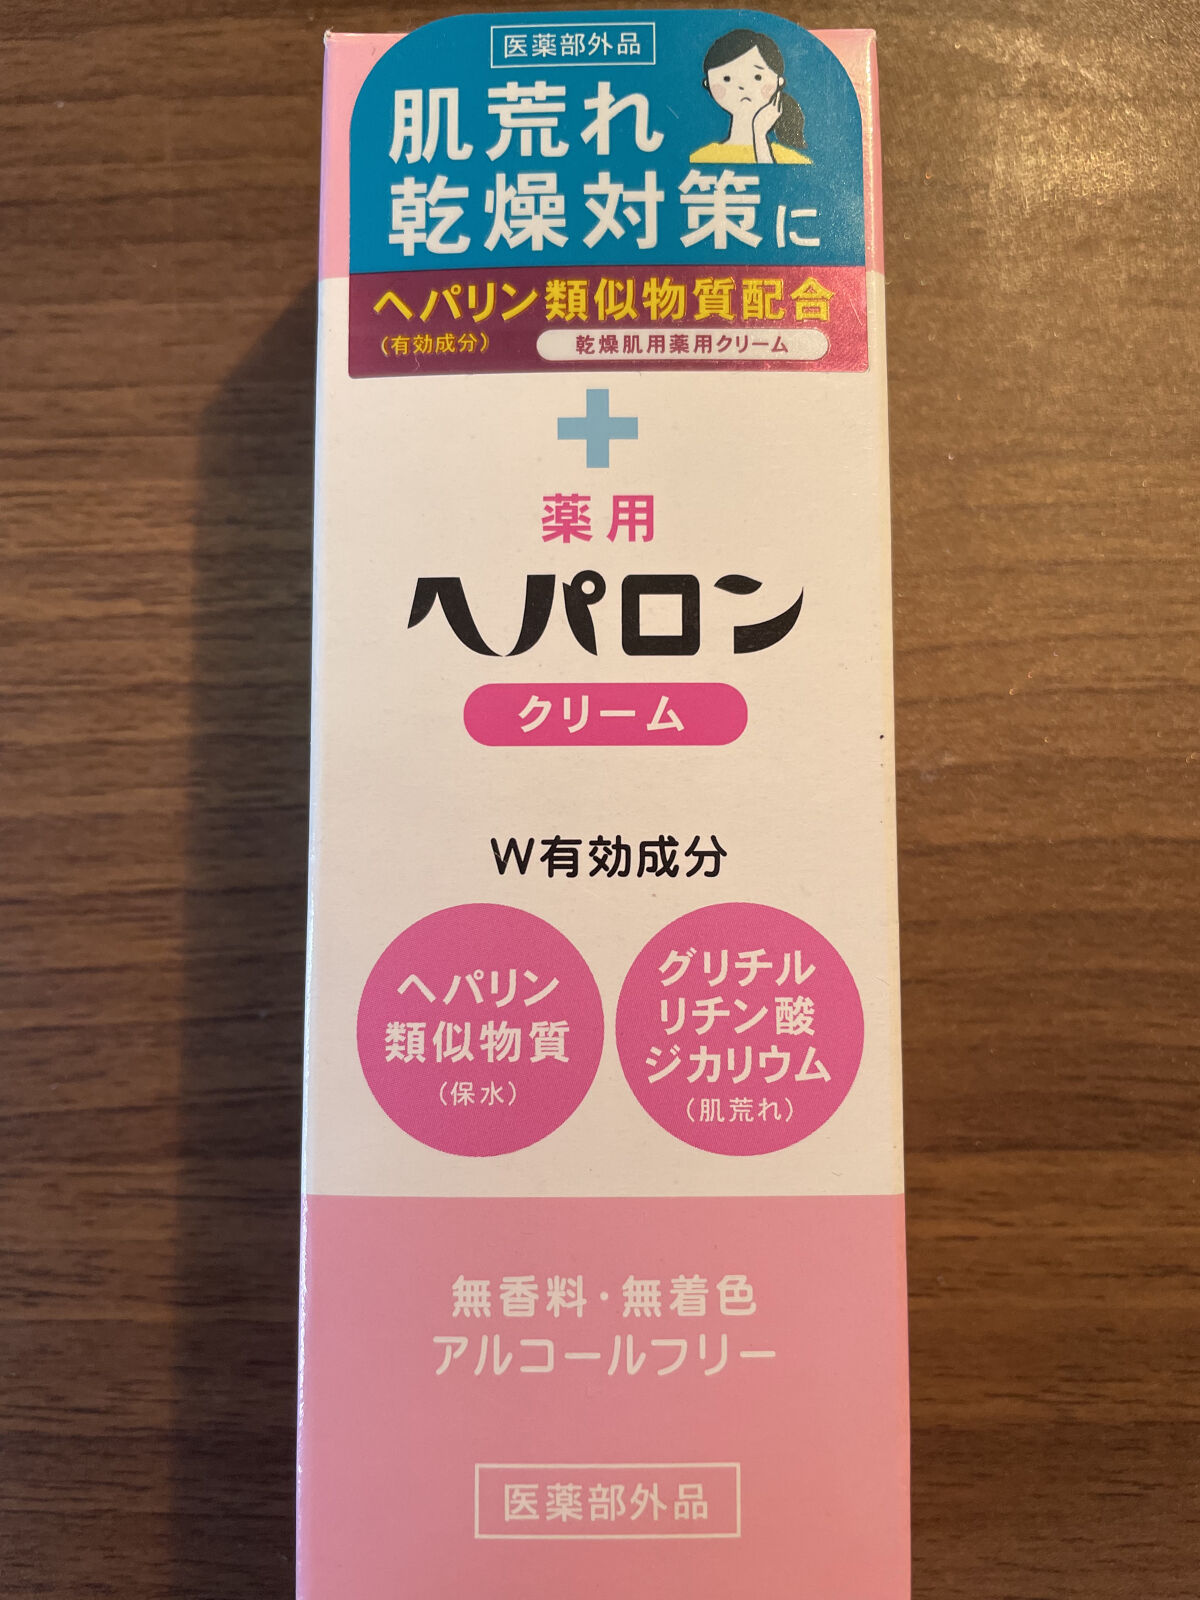 医薬部外品
肌荒れ
乾燥対策に
ヘパリン類似物質配合
（有効成分） 乾燥肌用薬用クリーム
薬用
ヘパロン
クリーム
W有効成分
ヘパリン
類似物質
（保水）
グリチル
リチン酸
ジカリウム
（肌荒れ）
無香料・無着色
アルコールフリー
医薬部外品